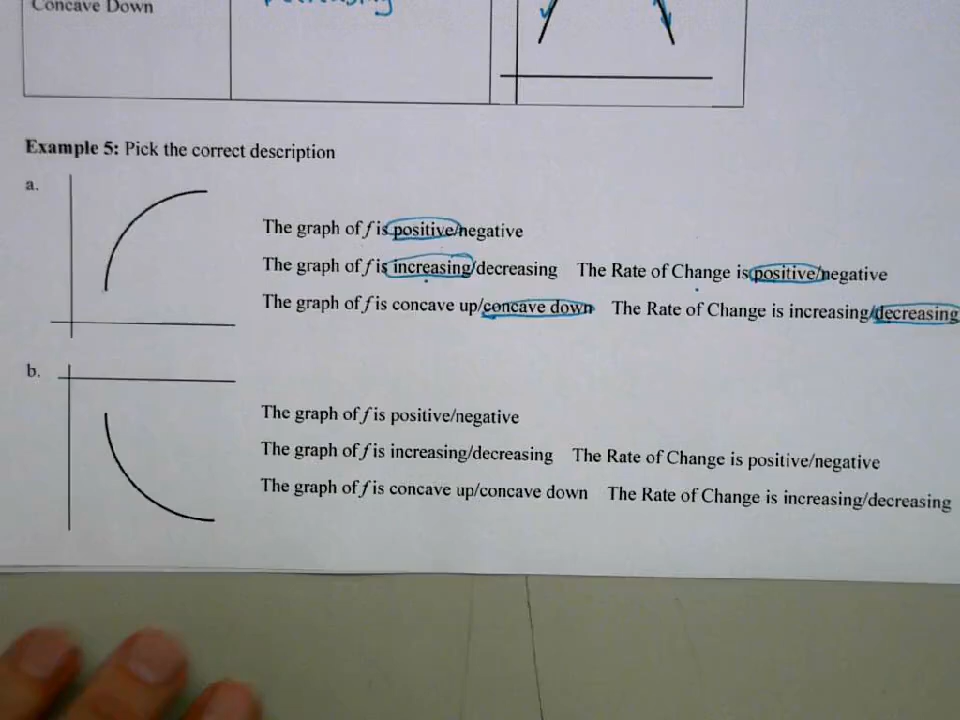 Concave Down
Example 5: Pick the correct description
a.
The graph of f is positive/negative
The graph of f is increasing/decreasing The Rate of Change is positive/negative
The graph of f is concave up/concave down The Rate of Change is increasing/decreasing
b.
The graph of f is positive/negative
The graph of f is increasing/decreasing The Rate of Change is positive/negative
The graph of f is concave up/concave down The Rate of Change is increasing/decreasing